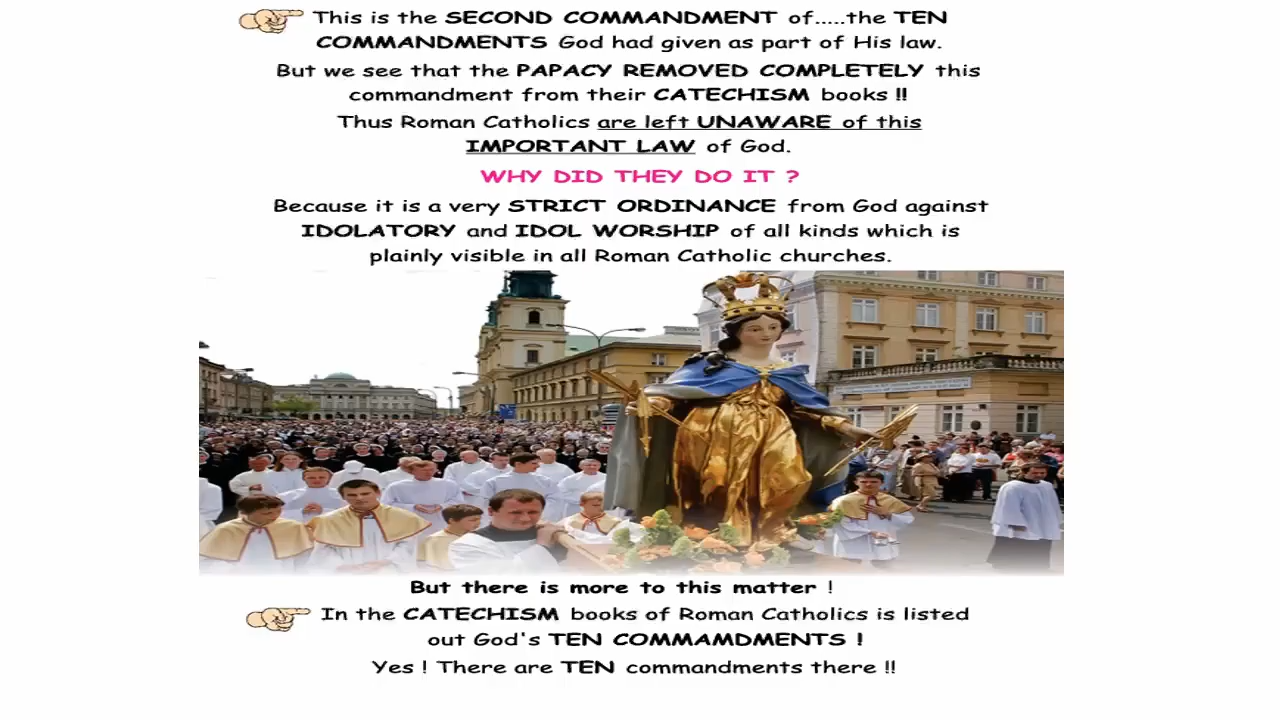 This is the SECOND COMMANDMENT of.....the TEN
COMMANDMENTS God had given as part of His law.
But we see that the PAPACY REMOVED COMPLETELY this
commandment from their CATECHISM books !!
Thus Roman Catholics are left UNAWARE of this
IMPORTANT LAW of God.
WHY DID THEY DO IT ?
Because it is a very STRICT ORDINANCE from God against
IDOLATORY and IDOL WORSHIP of all kinds which is
plainly visible in all Roman Catholic churches.
But there is more to this matter !
In the CATECHISM books of Roman Catholics is listed
out God's TEN COMMAMDMENTS !
Yes ! There are TEN commandments there !!